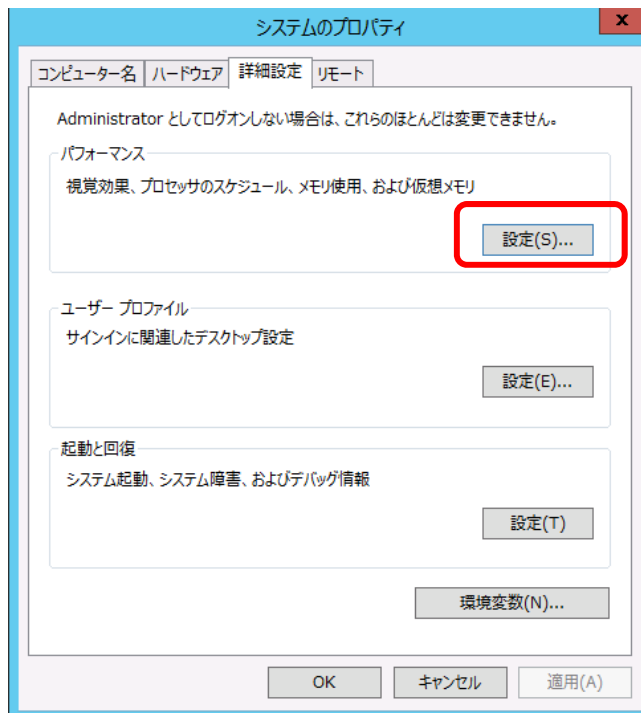 システムのプロパティ
x
コンピューター名 ハードウェア 詳細設定 リモート
Administrator としてログオンしない場合は、これらのほとんどは変更できません。
パフォーマンス
視覚効果、プロセッサのスケジュール、メモリ使用、および仮想メモリ
設定(S)...
ユーザー プロファイル
サインインに関連したデスクトップ設定
設定(E)...
起動と回復
システム起動、システム障害、およびデバッグ情報
設定(T)
環境変数(N)...
OK キャンセル 適用(A)